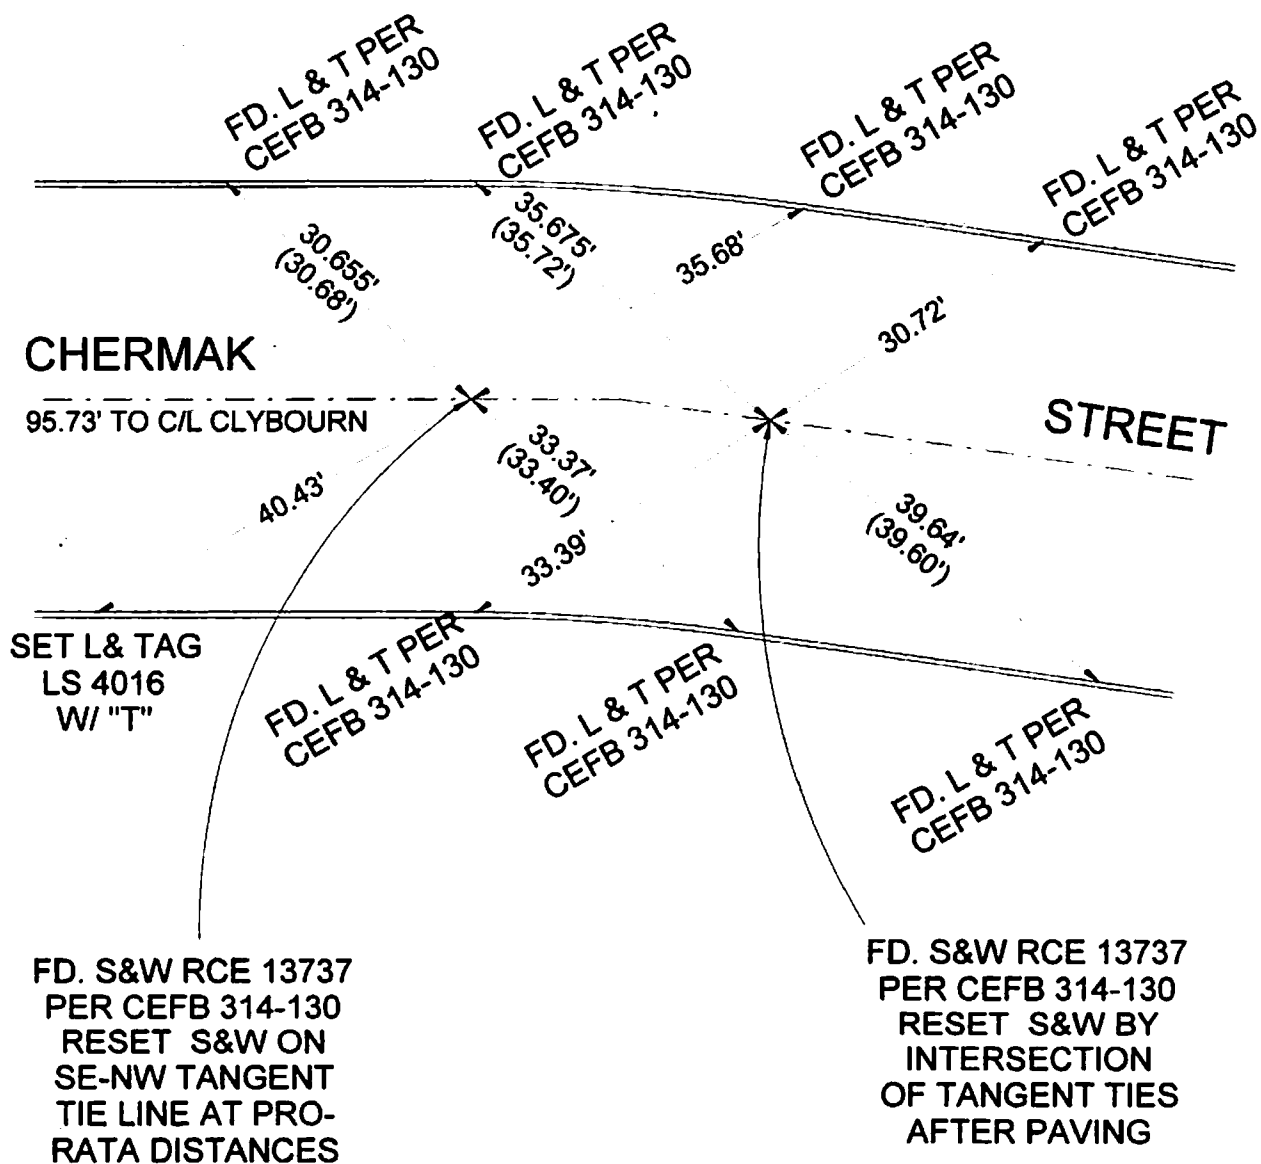 FD. L & T PER
CEFB 314-130
FD. L & T PER
CEFB 314-130
FD. L & T PER
CEFB 314-130
FD. L & T PER
CEFB 314-130
30.655'
(30.68')
35.675'
(35.72')
35.68'
30.72'
CHERMAK
95.73' TO C/L CLYBOURN
STREET
40.43'
33.37'
(33.40')
33.39'
39.64'
(39.60')
SET L& TAG
LS 4016
W/ "T"
FD. L & T PER
CEFB 314-130
FD. L & T PER
CEFB 314-130
FD. L & T PER
CEFB 314-130
FD. S&W RCE 13737
PER CEFB 314-130
RESET S&W ON
SE-NW TANGENT
TIE LINE AT PRO-
RATA DISTANCES
FD. S&W RCE 13737
PER CEFB 314-130
RESET S&W BY
INTERSECTION
OF TANGENT TIES
AFTER PAVING